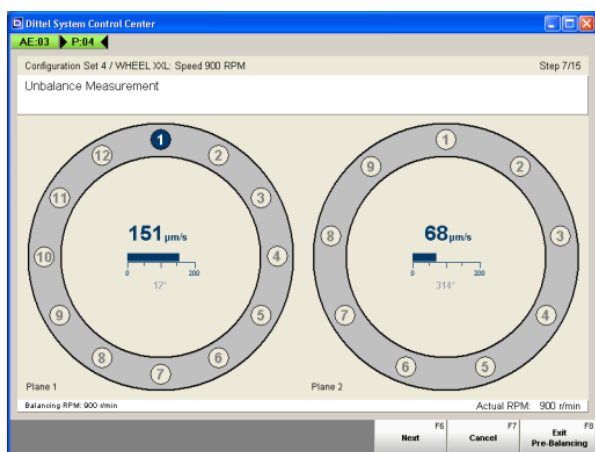 Dittel System Control Center
AE:03 P:04
Configuration Set 4 / WHEEL XXL: Speed 900 RPM Step 7/15
Unbalance Measurement
1
2
3
4
5
6
7
8
9
10
11
12
151 µm/s
0 200
12°
Plane 1
1
2
3
4
5
6
7
8
9
68 µm/s
0 200
314°
Plane 2
Balancing RPM: 900 r/min Actual RPM: 900 r/min
F6 F7 F8
Next Cancel Exit
Pre-Balancing